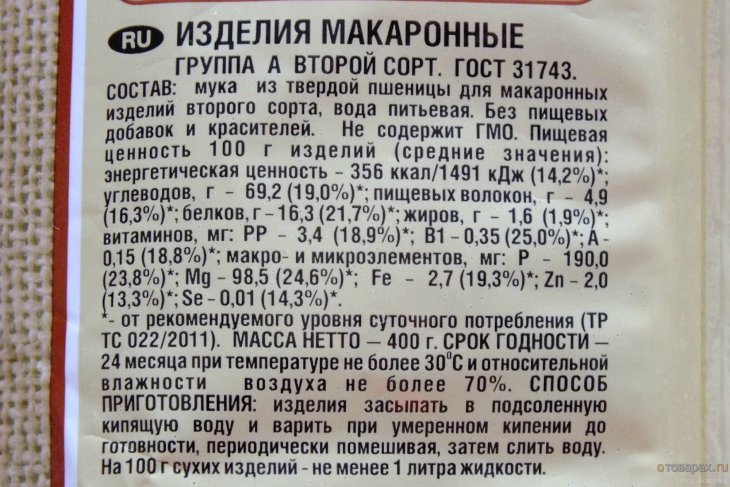 RU ИЗДЕЛИЯ МАКАРОННЫЕ
ГРУППА А ВТОРОЙ СОРТ. ГОСТ 31743.
СОСТАВ: мука из твердой пшеницы для макаронных
изделий второго сорта, вода питьевая. Без пищевых
добавок и красителей. Не содержит ГМО. Пищевая
ценность 100 г изделий (средние значения):
энергетическая ценность - 356 ккал/1491 кДж (14,2%)*;
углеводов, г - 69,2 (19,0%)*; пищевых волокон, г - 4,9
(16,3%)*; белков, г - 16,3 (21,7%)*; жиров, г - 1,6 (1,9%)*;
витаминов, мг: РР - 3,4 (18,9%)*; В1 - 0,35 (25,0%)*; А -
0,15 (18,8%)*; макро- и микроэлементов, мг: Р - 190,0
(23,8%)*; Mg - 98,5 (24,6%)*; Fe - 2,7 (19,3%)*; Zn - 2,0
(13,3%)*; Se - 0,01 (14,3%)*.
*- от рекомендуемого уровня суточного потребления (ТР
ТС 022/2011). МАССА НЕТТО – 400 г. СРОК ГОДНОСТИ –
24 месяца при температуре не более 30°С и относительной
влажности воздуха не более 70%. СПОСОБ
ПРИГОТОВЛЕНИЯ: изделия засыпать в подсоленную
кипящую воду и варить при умеренном кипении до
готовности, периодически помешивая, затем слить воду.
На 100 г сухих изделий - не менее 1 литра жидкости.
отоварах.ru